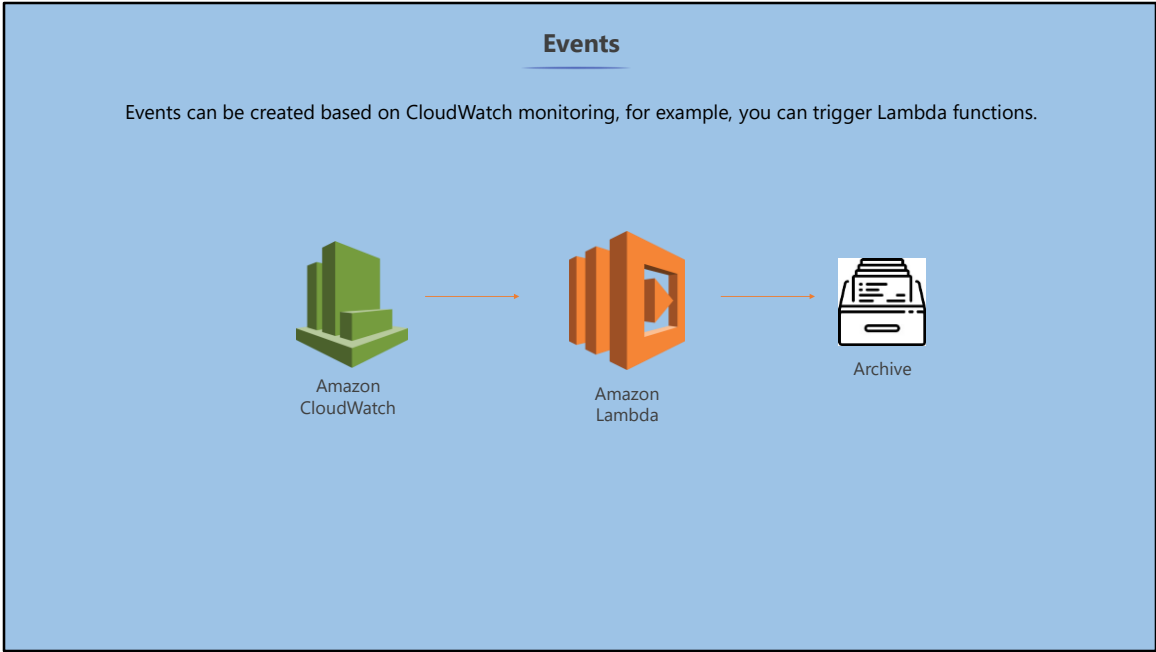 Events
Events can be created based on CloudWatch monitoring, for example, you can trigger Lambda functions.
Amazon
CloudWatch
Amazon
Lambda
Archive